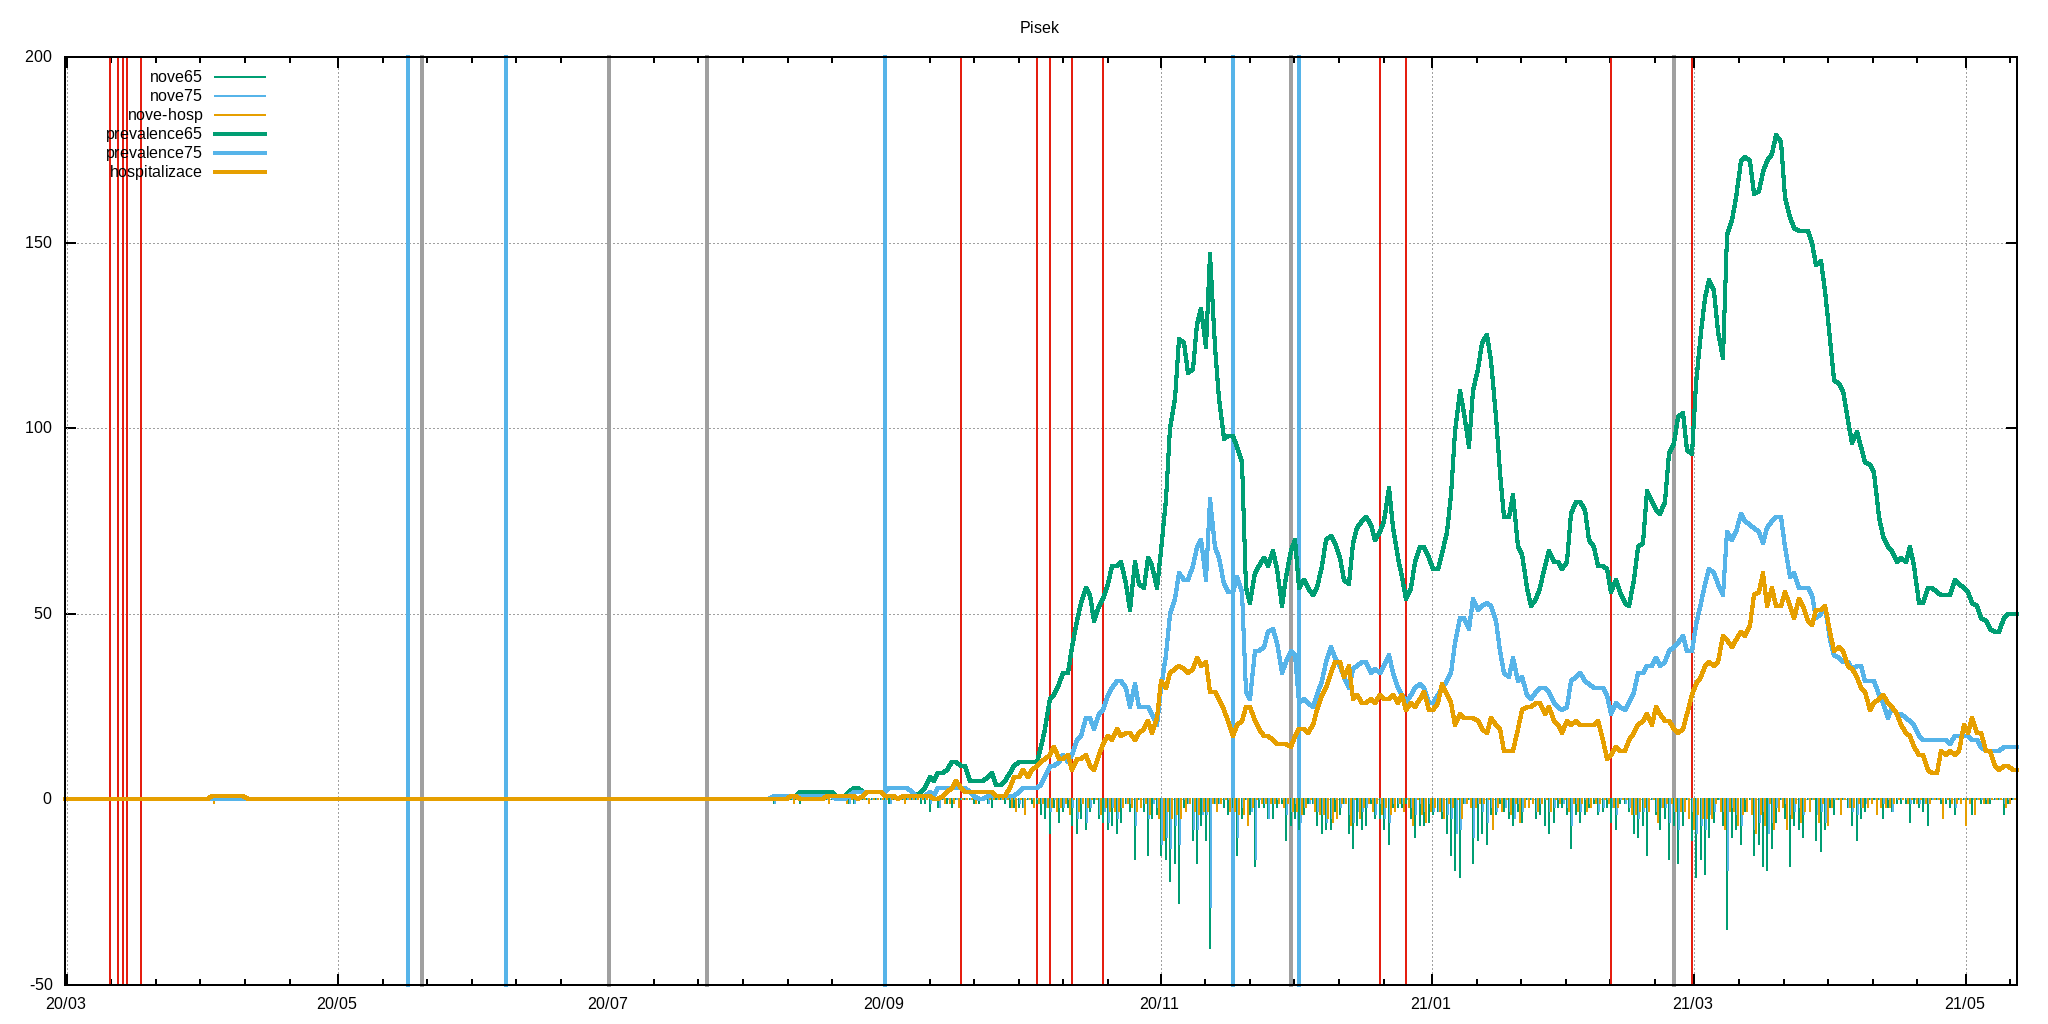 Pisek
200
nove65
nove75
nove-hosp
prevalence65
prevalence75
hospitalizace
150
100
50
0
-50
20/03 20/05 20/07 20/09 20/11 21/01 21/03 21/05